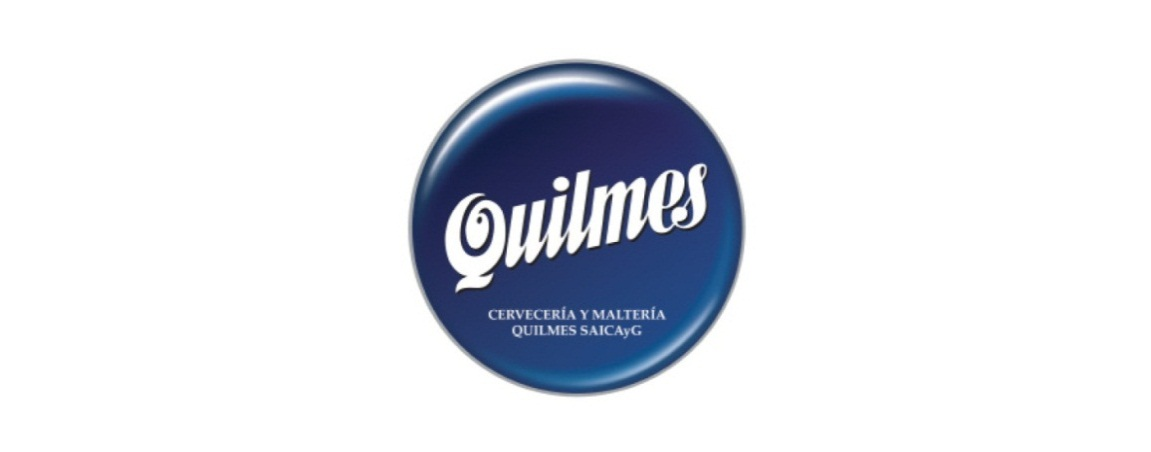 Quilmes
CERVECERÍA Y MALTERÍA
QUILMES SAICAyG